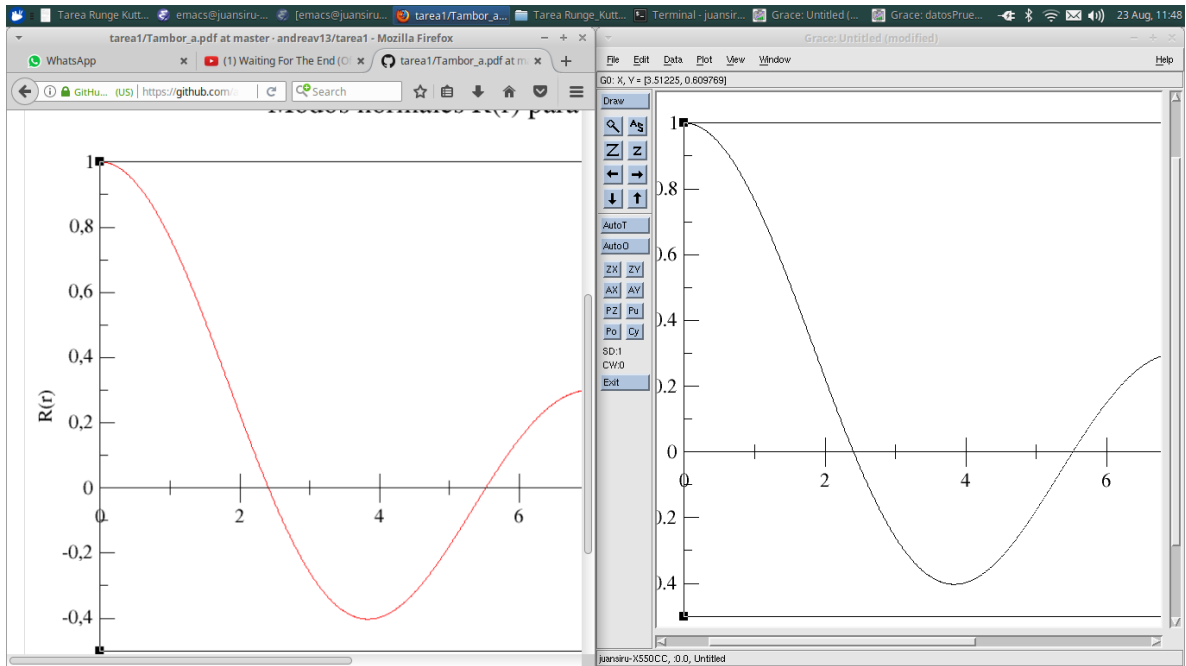 Tarea Runge Kutt...
emacs@juansiru-...
[emacs@juansiru...
tarea1/Tambor_a...
Tarea Runge_Kutt...
Terminal - juansir...
Grace: Untitled (...
Grace: datosPrue...
23 Aug, 11:48
tarea1/Tambor_a.pdf at master · andreav13/tarea1 - Mozilla Firefox
WhatsApp
(1) Waiting For The End (O
tarea1/Tambor_a.pdf at m
GitHu... (US)
https://github.com/a
Search
Modos normales R(r) para
1
0,8
0,6
0,4
R(r)
0,2
0
0 2 4 6
-0,2
-0,4
Grace: Untitled (modified)
File Edit Data Plot View Window Help
G0: X, Y = [3.51225, 0.609769]
Draw
AS
Z z
AutoT
AutoO
ZX ZY
AX AY
PZ Pu
Po Cy
SD:1
CW:0
Exit
1
0.8
0.6
0.4
0.2
0
0 2 4 6
0.2
0.4
juansiru-X550CC, :0.0, Untitled